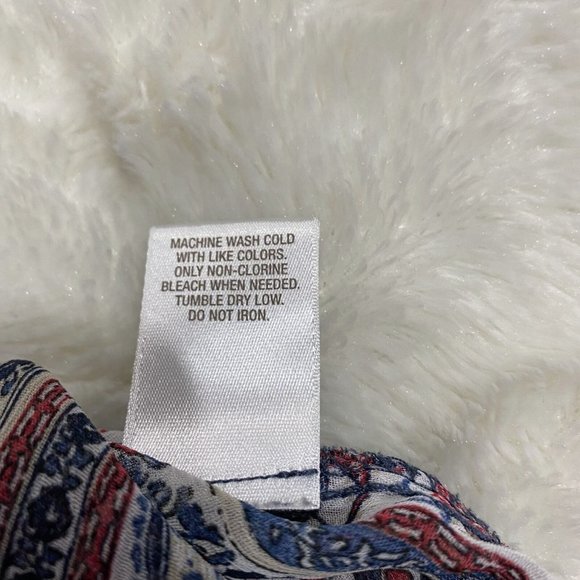 MACHINE WASH COLD
WITH LIKE COLORS.
ONLY NON-CLORINE
BLEACH WHEN NEEDED.
TUMBLE DRY LOW.
DO NOT IRON.